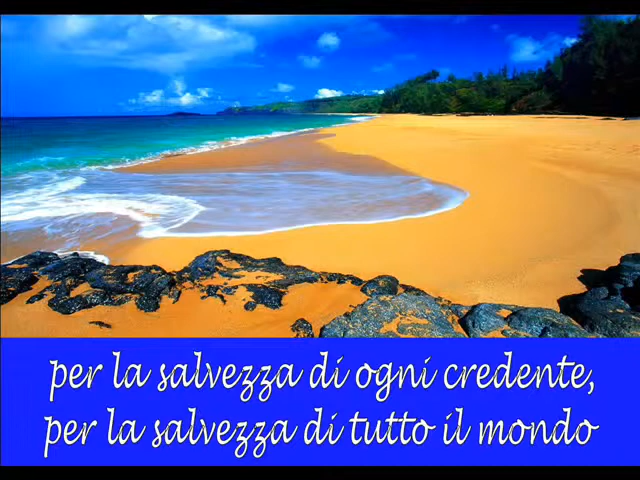 per la salvezza di ogni credente,
per la salvezza di tutto il mondo